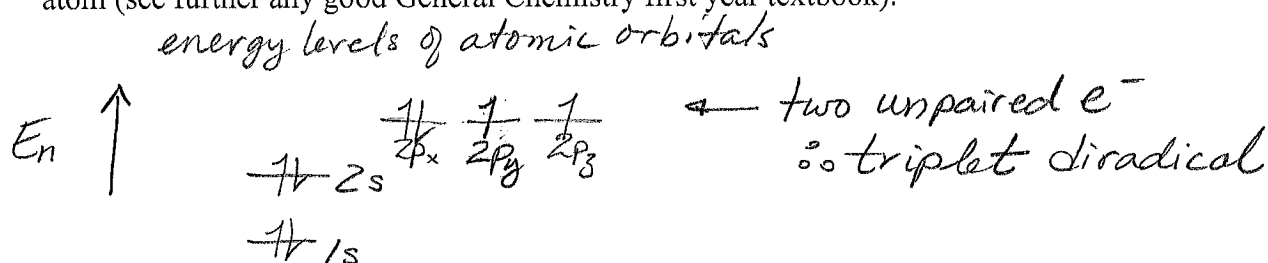 atom (see further any good General Chemistry first year textbook).
energy levels of atomic orbitals
En ↑ 2px 2py 2pz ← two unpaired e⁻
2s ∴ triplet diradical
1s